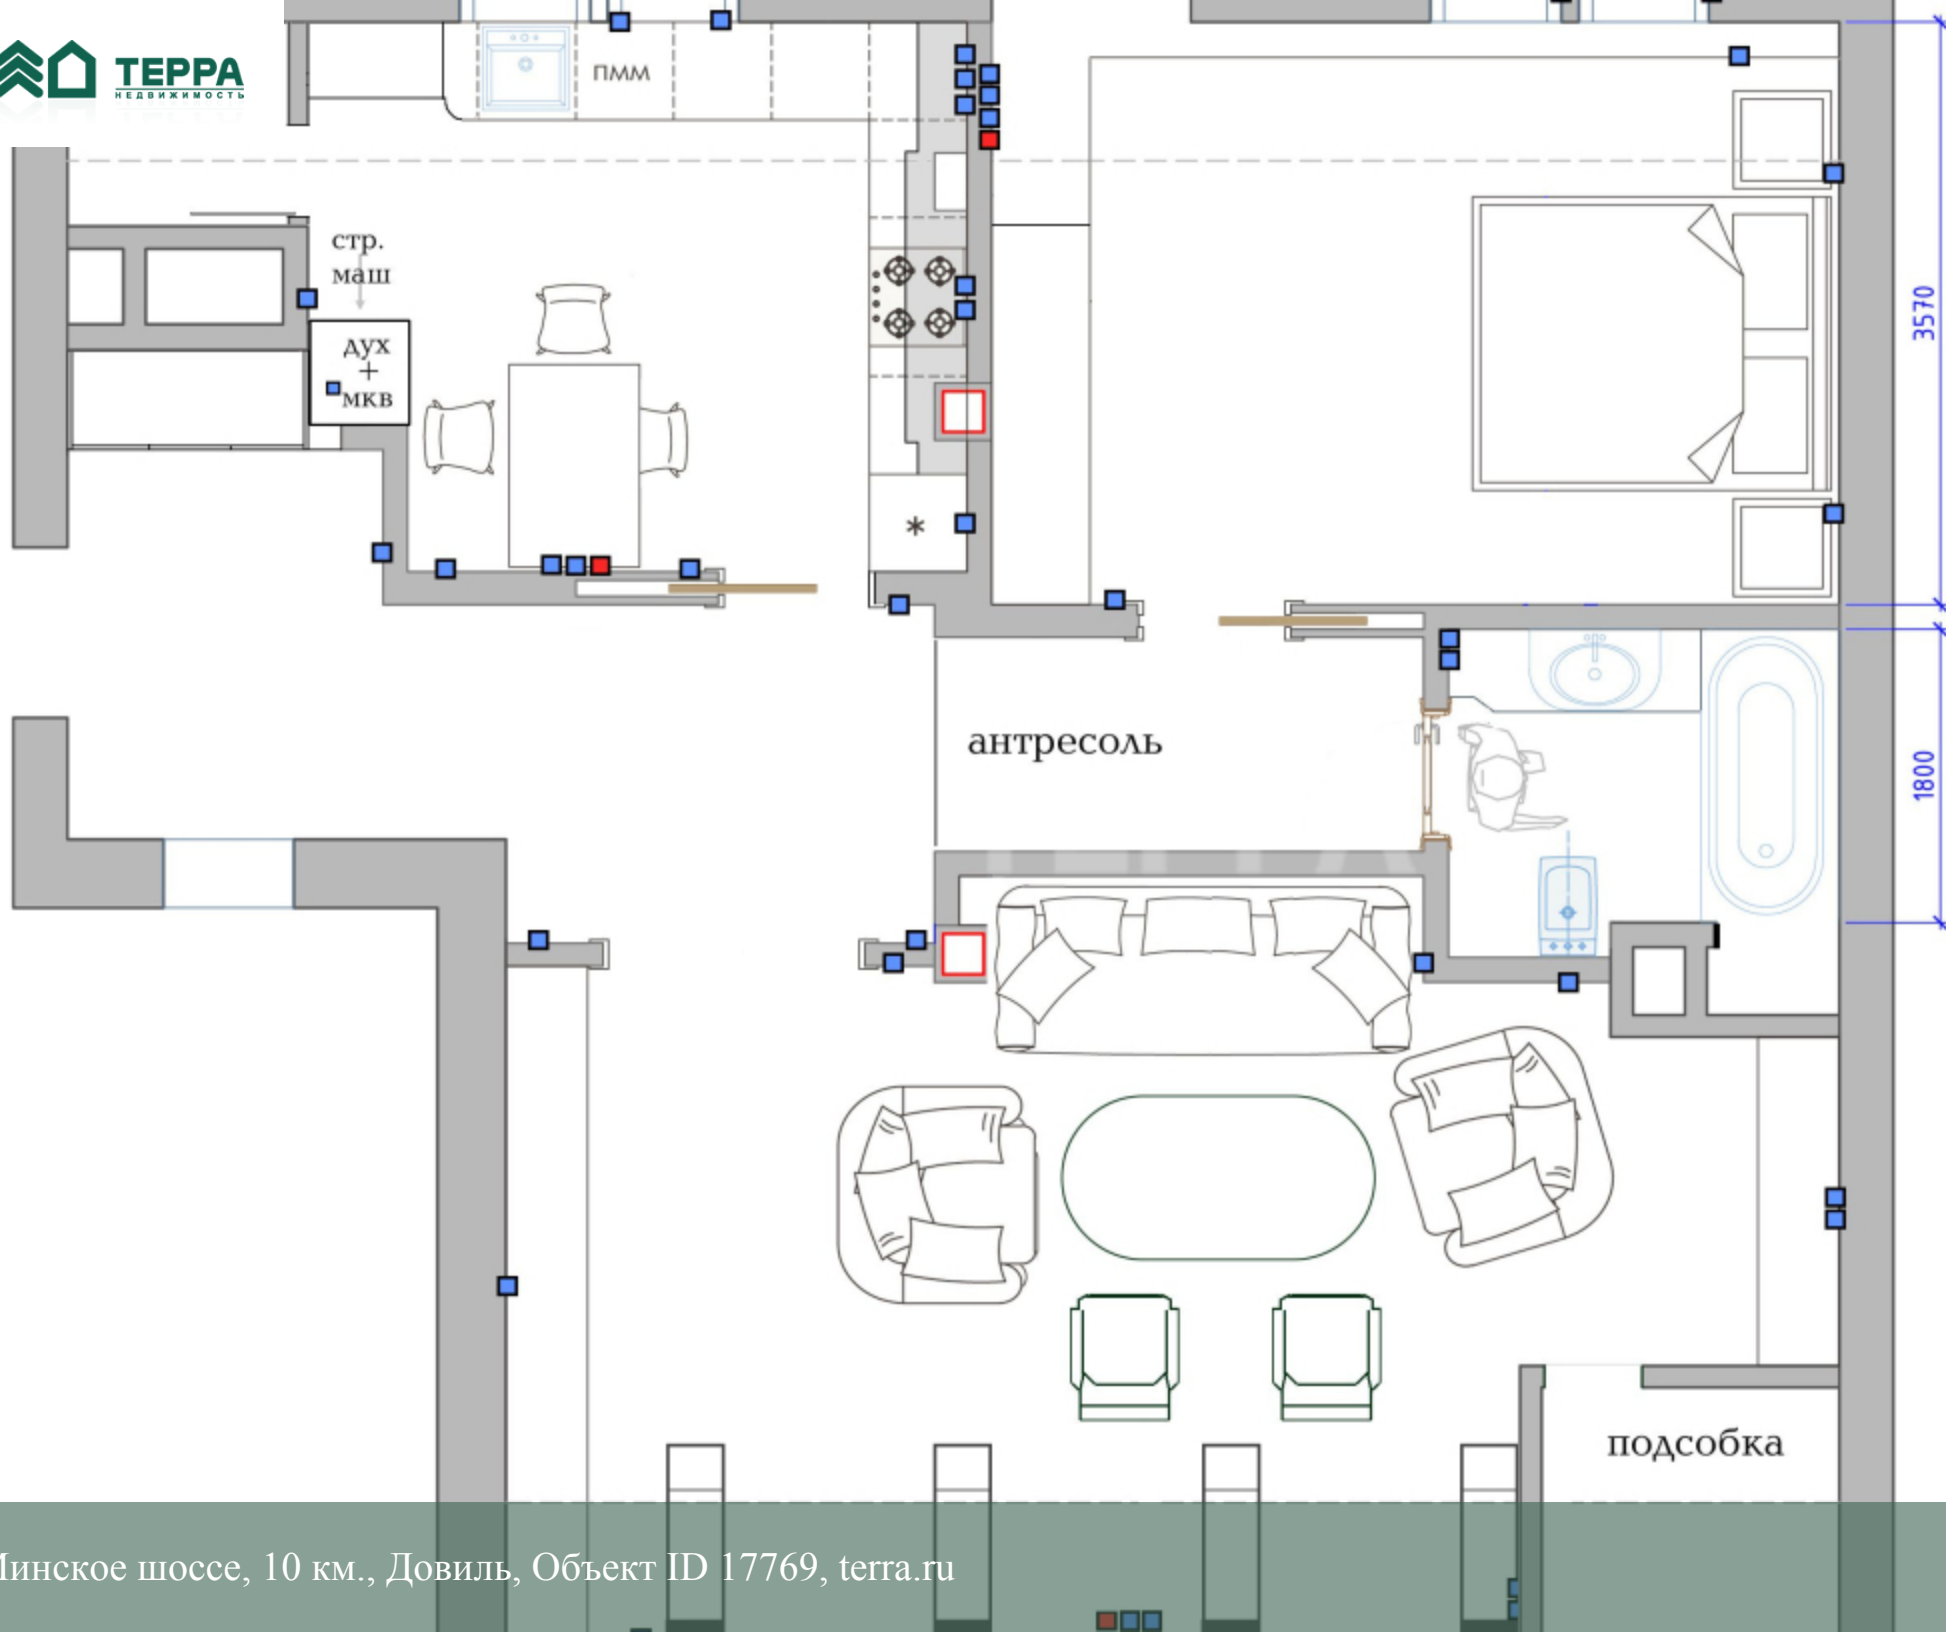 ТЕРРА
НЕДВИЖИМОСТЬ
ПММ
стр.
маш
дух
+
мкв
*
3570
антресоль
1800
подсобка
Минское шоссе, 10 км., Довиль, Объект ID 17769, terra.ru